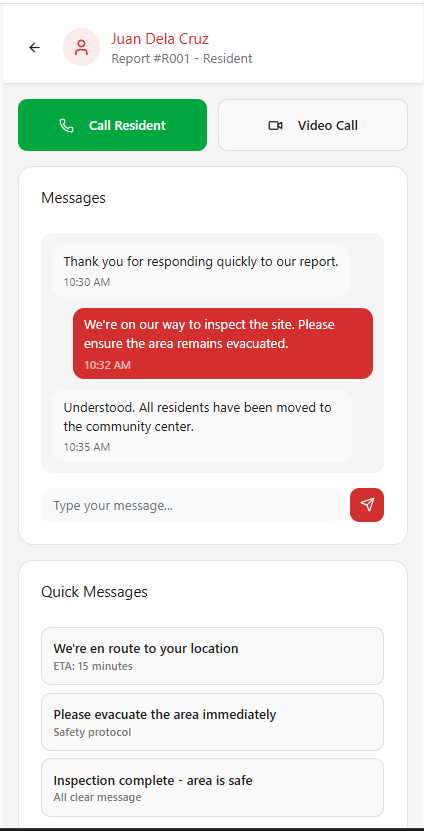 Juan Dela Cruz
Report #R001 - Resident
Call Resident
Video Call
Messages
Thank you for responding quickly to our report.
10:30 AM
We're on our way to inspect the site. Please
ensure the area remains evacuated.
10:32 AM
Understood. All residents have been moved to
the community center.
10:35 AM
Type your message...
Quick Messages
We're en route to your location
ETA: 15 minutes
Please evacuate the area immediately
Safety protocol
Inspection complete - area is safe
All clear message